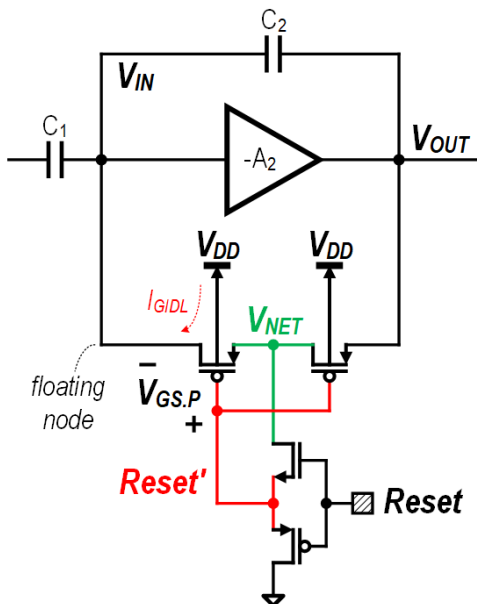 C2
VIN
C1
-A2
VOUT
VDD
VDD
IGIDL
VNET
floating
node
−
VGS.P
+
Reset'
Reset